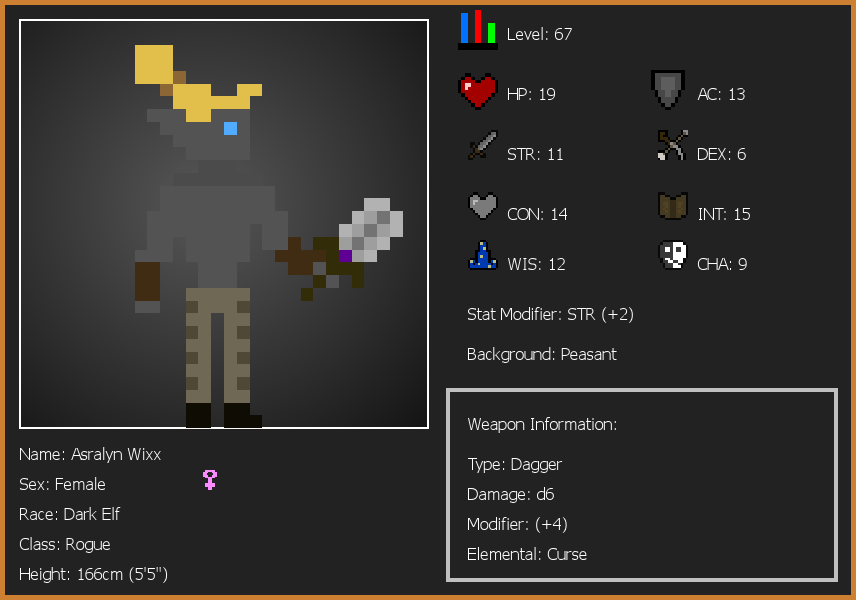 Level: 67
HP: 19
AC: 13
STR: 11
DEX: 6
CON: 14
INT: 15
WIS: 12
CHA: 9
Stat Modifier: STR (+2)
Background: Peasant
Weapon Information:
Type: Dagger
Damage: d6
Modifier: (+4)
Elemental: Curse
Name: Asralyn Wixx
Sex: Female
Race: Dark Elf
Class: Rogue
Height: 166cm (5'5")